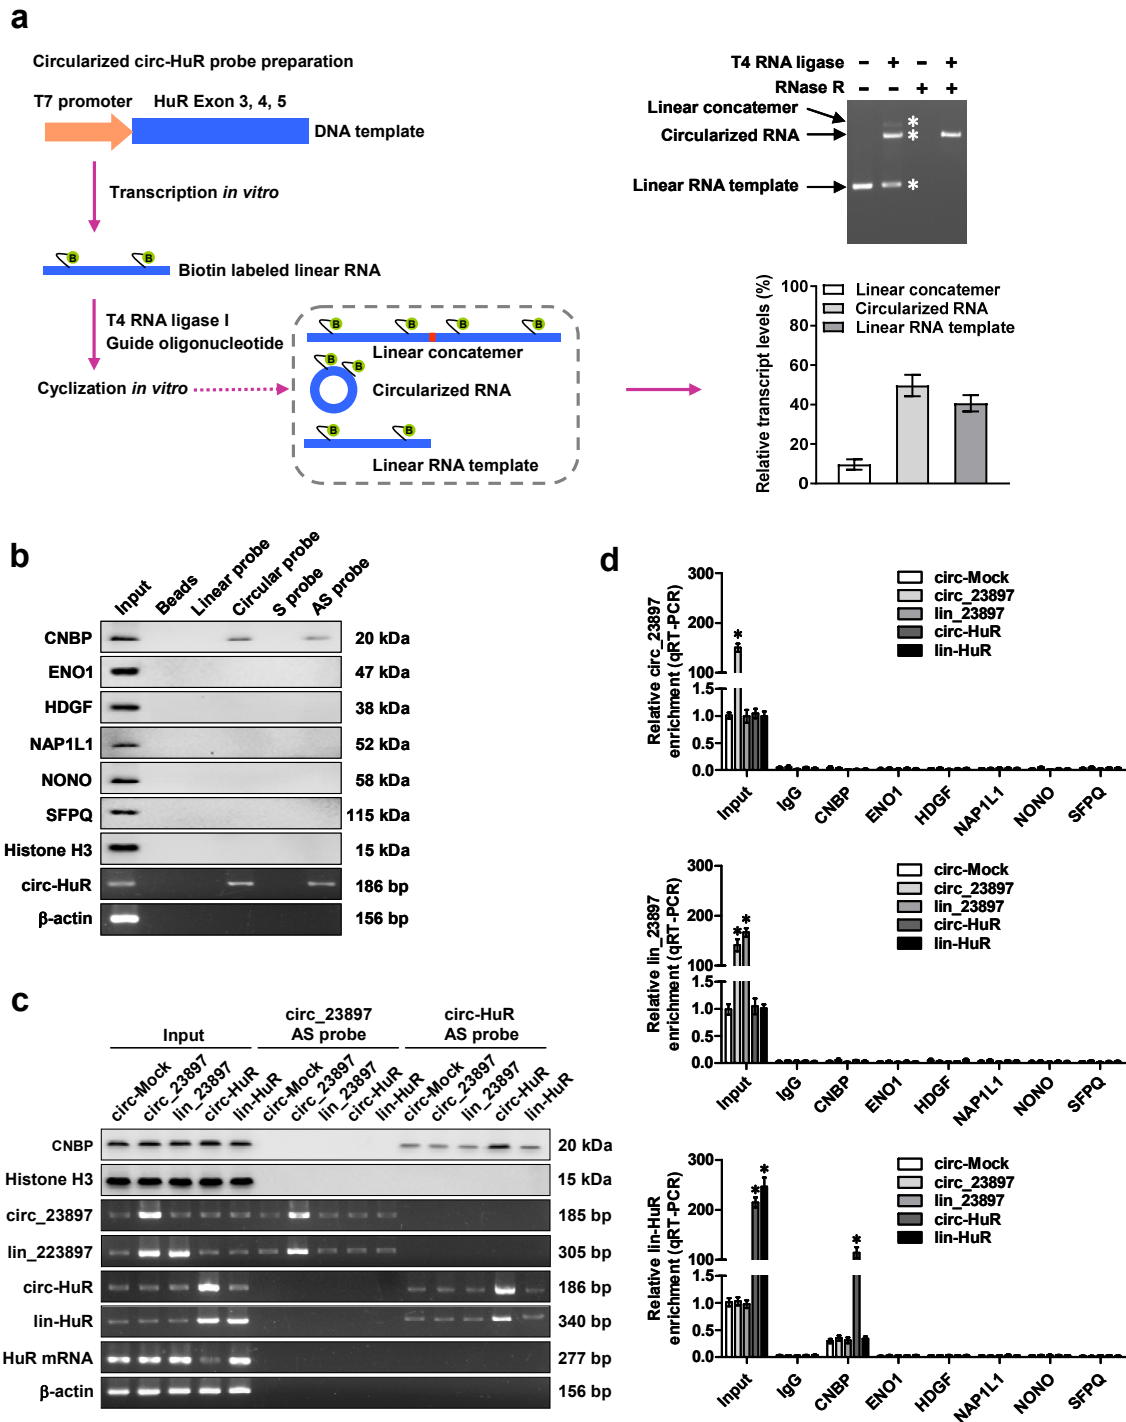 a
Circularized circ-HuR probe preparation
T7 promoter HuR Exon 3, 4, 5
DNA template
Transcription in vitro
B B
Biotin labeled linear RNA
T4 RNA ligase I
Guide oligonucleotide
Cyclization in vitro
B B B B
Linear concatemer
B B
Circularized RNA
B B
Linear RNA template
T4 RNA ligase − + − +
RNase R − − + +
Linear concatemer *
Circularized RNA *
Linear RNA template *
Relative transcript levels (%)
100
80
60
40
20
0
Linear concatemer
Circularized RNA
Linear RNA template
b
Input Beads Linear probe Circular probe S probe AS probe
CNBP 20 kDa
ENO1 47 kDa
HDGF 38 kDa
NAP1L1 52 kDa
NONO 58 kDa
SFPQ 115 kDa
Histone H3 15 kDa
circ-HuR 186 bp
β-actin 156 bp
c
Input circ_23897 AS probe circ-HuR AS probe
circ-Mock circ_23897 lin_23897 circ-HuR lin-HuR circ-Mock circ_23897 lin_23897 circ-HuR lin-HuR circ-Mock circ_23897 lin_23897 circ-HuR lin-HuR
CNBP 20 kDa
Histone H3 15 kDa
circ_23897 185 bp
lin_223897 305 bp
circ-HuR 186 bp
lin-HuR 340 bp
HuR mRNA 277 bp
β-actin 156 bp
d
Relative circ_23897
enrichment (qRT-PCR)
300
200
100
1.5
1.0
0.5
0.0
*
circ-Mock
circ_23897
lin_23897
circ-HuR
lin-HuR
Input IgG CNBP ENO1 HDGF NAP1L1 NONO SFPQ
Relative lin_23897
enrichment (qRT-PCR)
300
200
100
1.5
1.0
0.5
0.0
* *
circ-Mock
circ_23897
lin_23897
circ-HuR
lin-HuR
Input IgG CNBP ENO1 HDGF NAP1L1 NONO SFPQ
Relative lin-HuR
enrichment (qRT-PCR)
300
200
100
1.5
1.0
0.5
0.0
* * *
circ-Mock
circ_23897
lin_23897
circ-HuR
lin-HuR
Input IgG CNBP ENO1 HDGF NAP1L1 NONO SFPQ